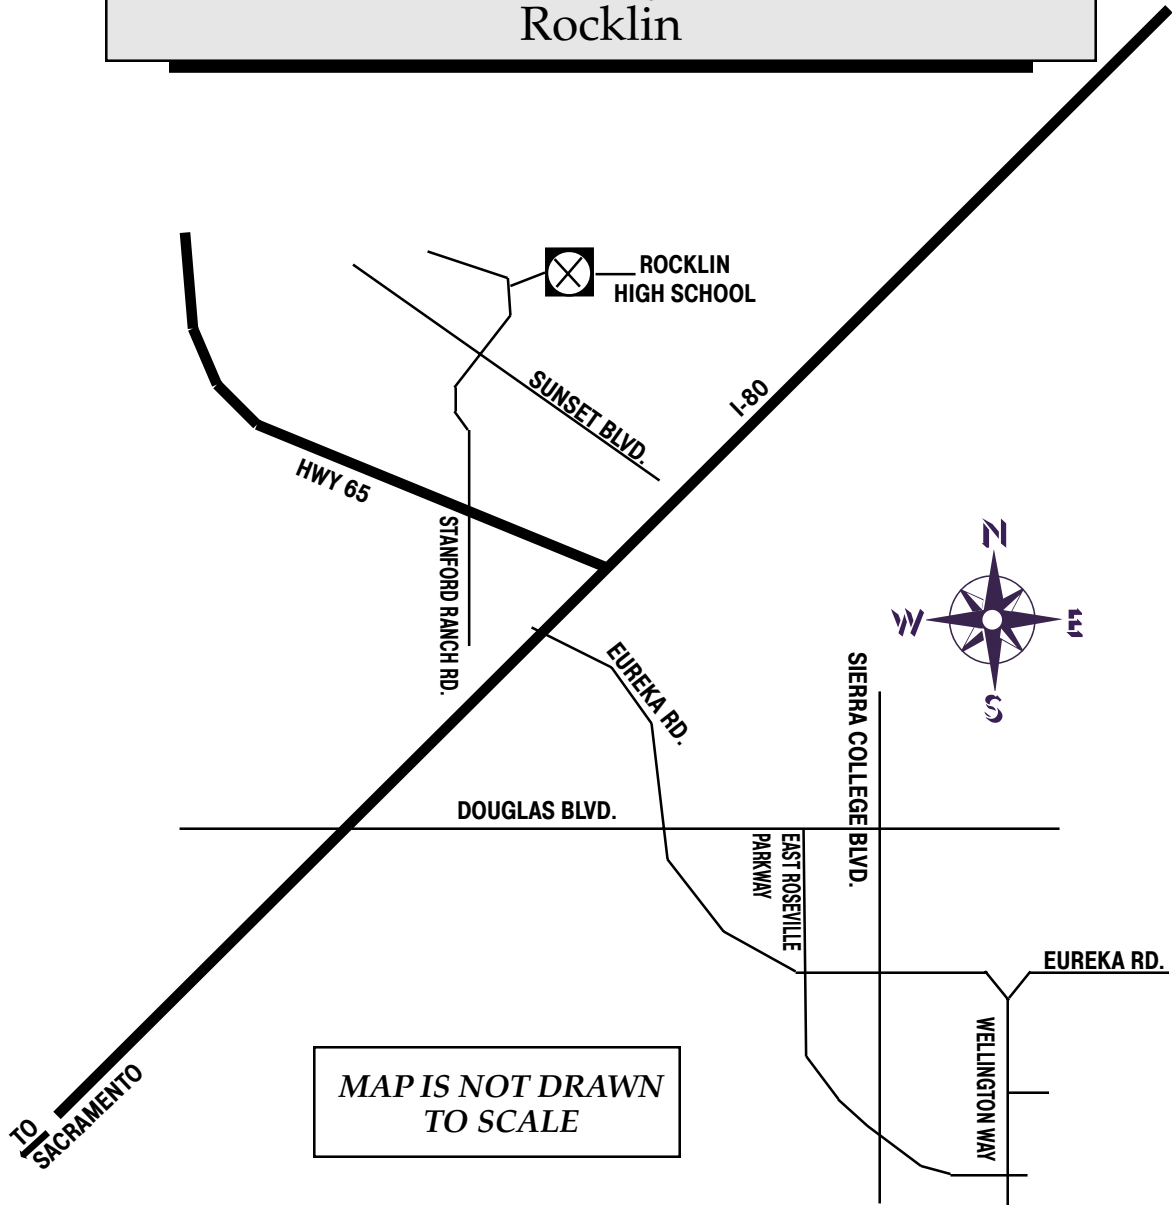 Rocklin
ROCKLIN
HIGH SCHOOL
SUNSET BLVD.
I-80
HWY 65
STANFORD RANCH RD.
N
W
E
S
EUREKA RD.
SIERRA COLLEGE BLVD.
DOUGLAS BLVD.
EAST ROSEVILLE
PARKWAY
EUREKA RD.
WELLINGTON WAY
MAP IS NOT DRAWN
TO SCALE
TO
SACRAMENTO